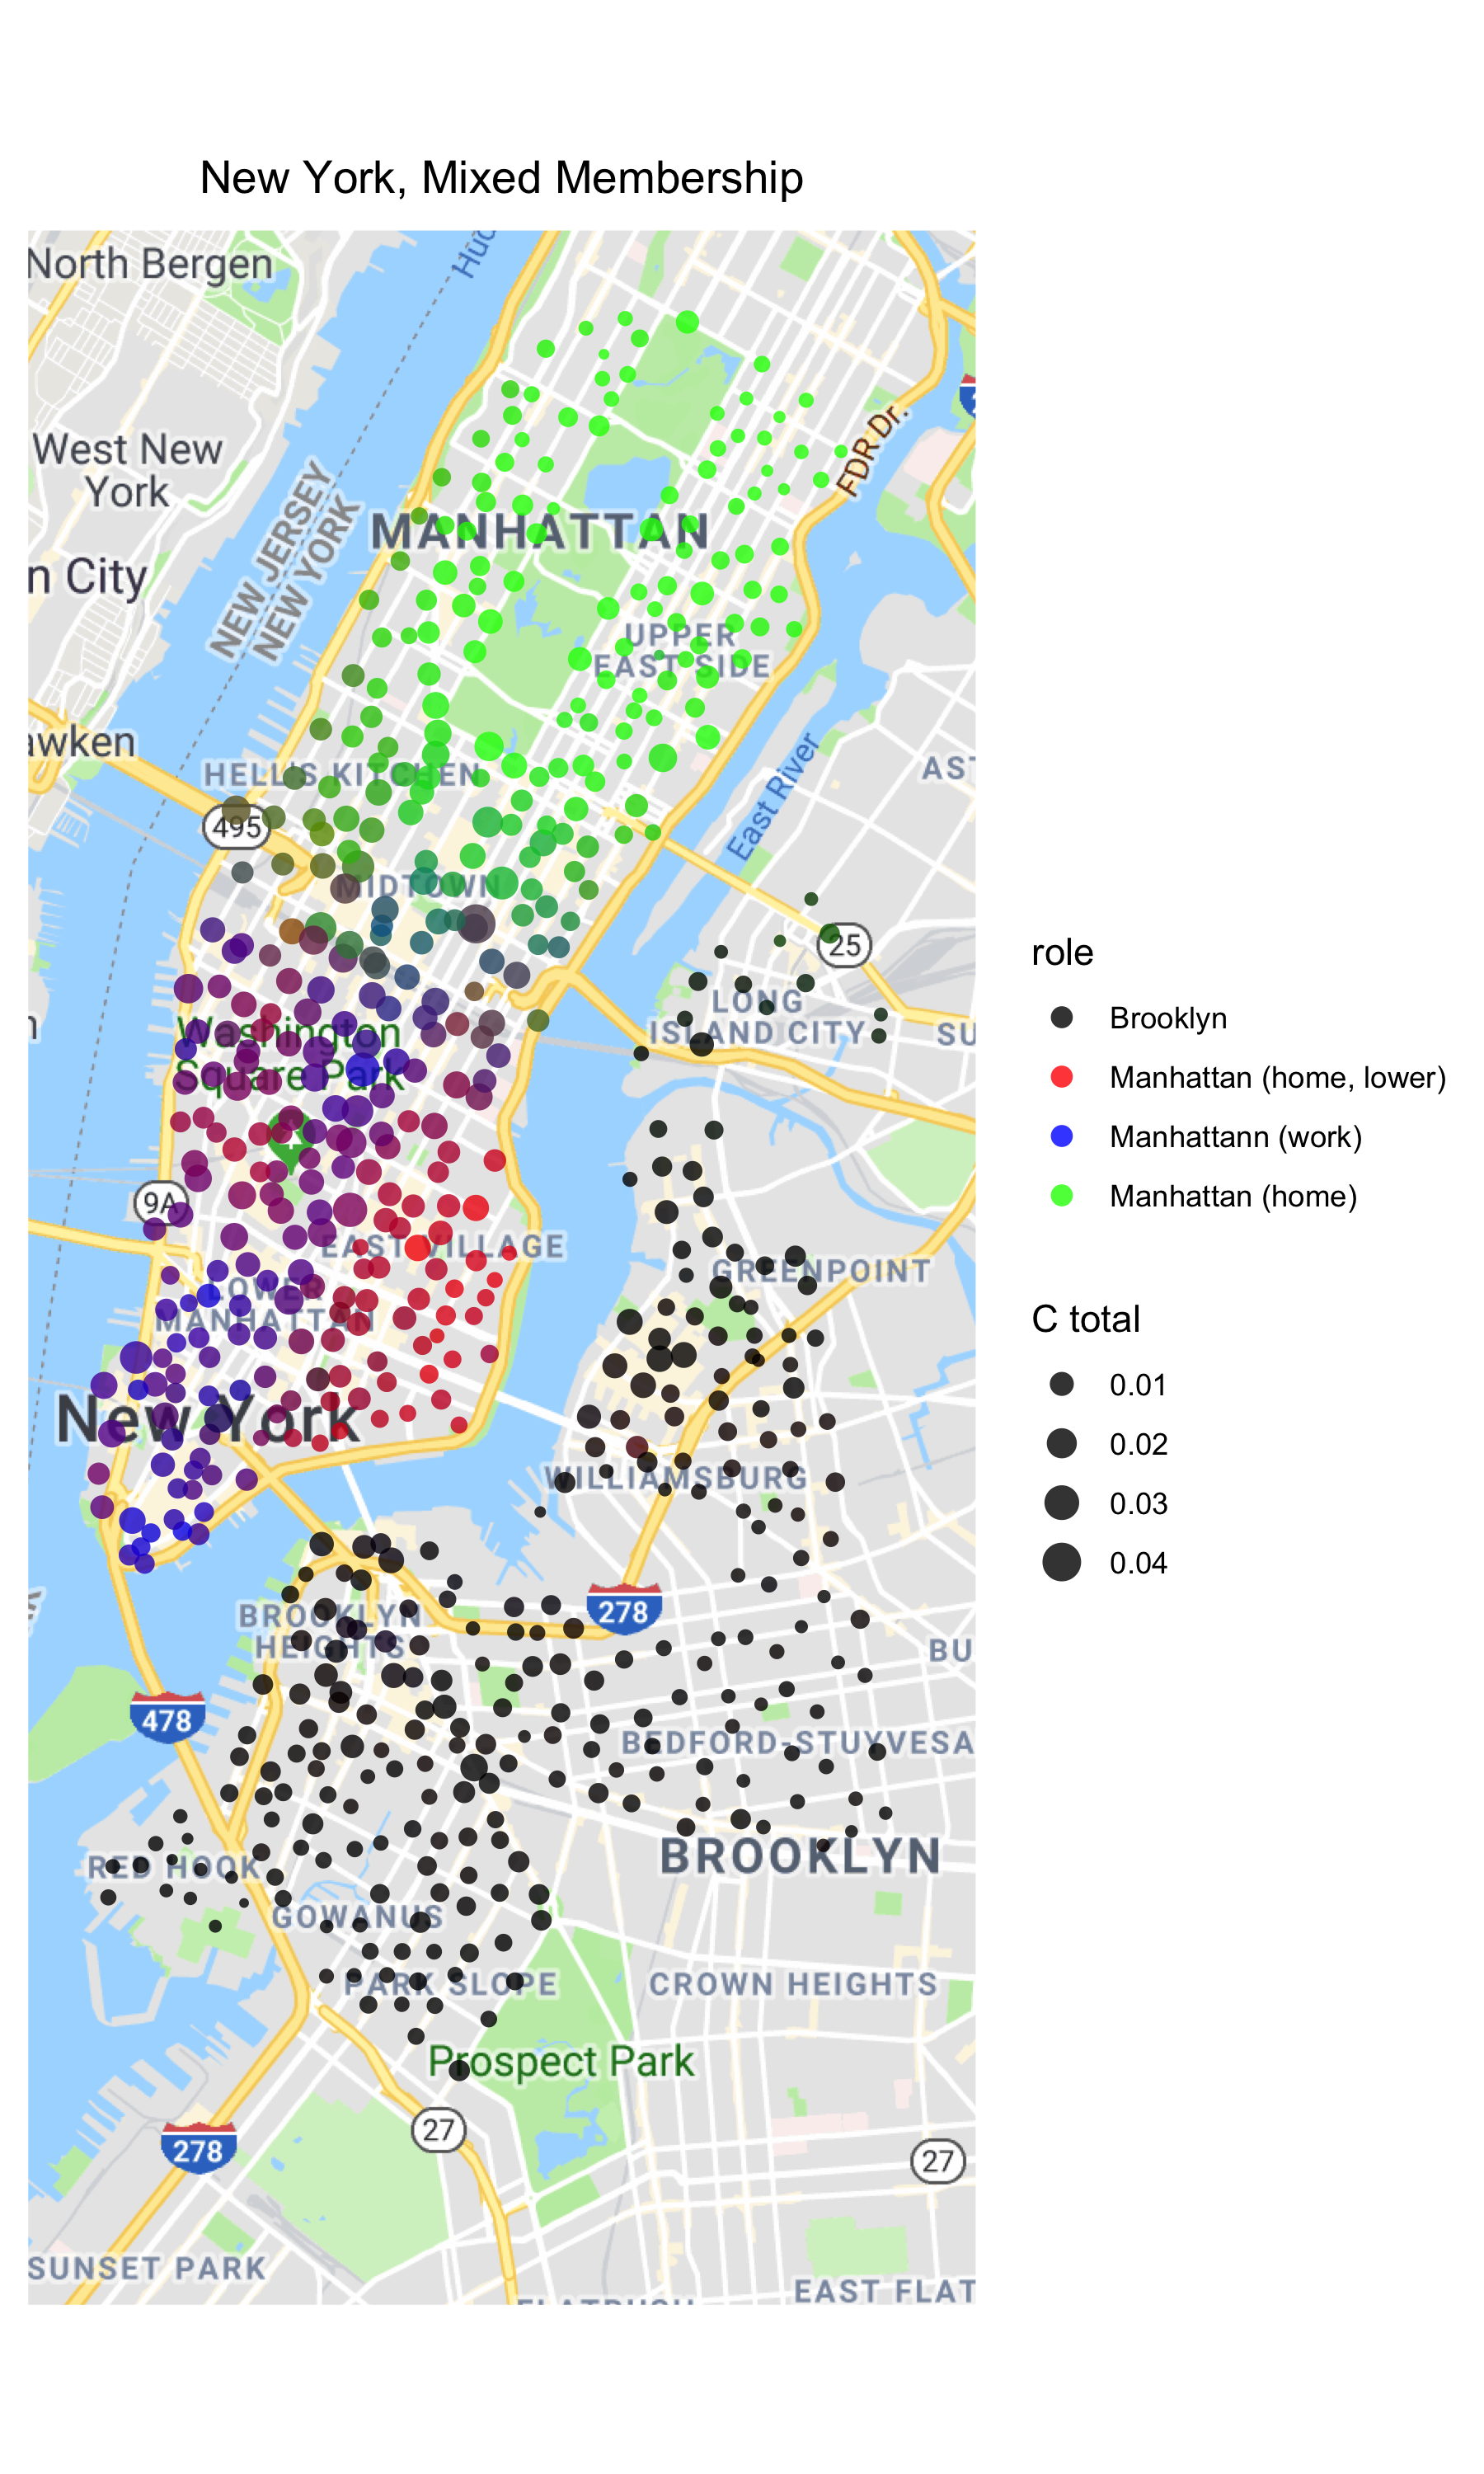 New York, Mixed Membership
North Bergen
Hud
West New
York
MANHATTAN
FDR Dr.
NEW JERSEY
NEW YORK
n City
UPPER
EAST SIDE
awken
HELL'S KITCHEN
AST
East River
495
MIDTOWN
25
LONG
ISLAND CITY
SU
Washington
Square Park
9A
EAST VILLAGE
GREENPOINT
LOWER
MANHATTAN
New York
WILLIAMSBURG
278
BROOKLYN
HEIGHTS
BU
478
BEDFORD-STUYVESA
BROOKLYN
RED HOOK
GOWANUS
PARK SLOPE
CROWN HEIGHTS
Prospect Park
27
278
27
SUNSET PARK
EAST FLAT
FLATBUSH
role
Brooklyn
Manhattan (home, lower)
Manhattann (work)
Manhattan (home)
C total
0.01
0.02
0.03
0.04